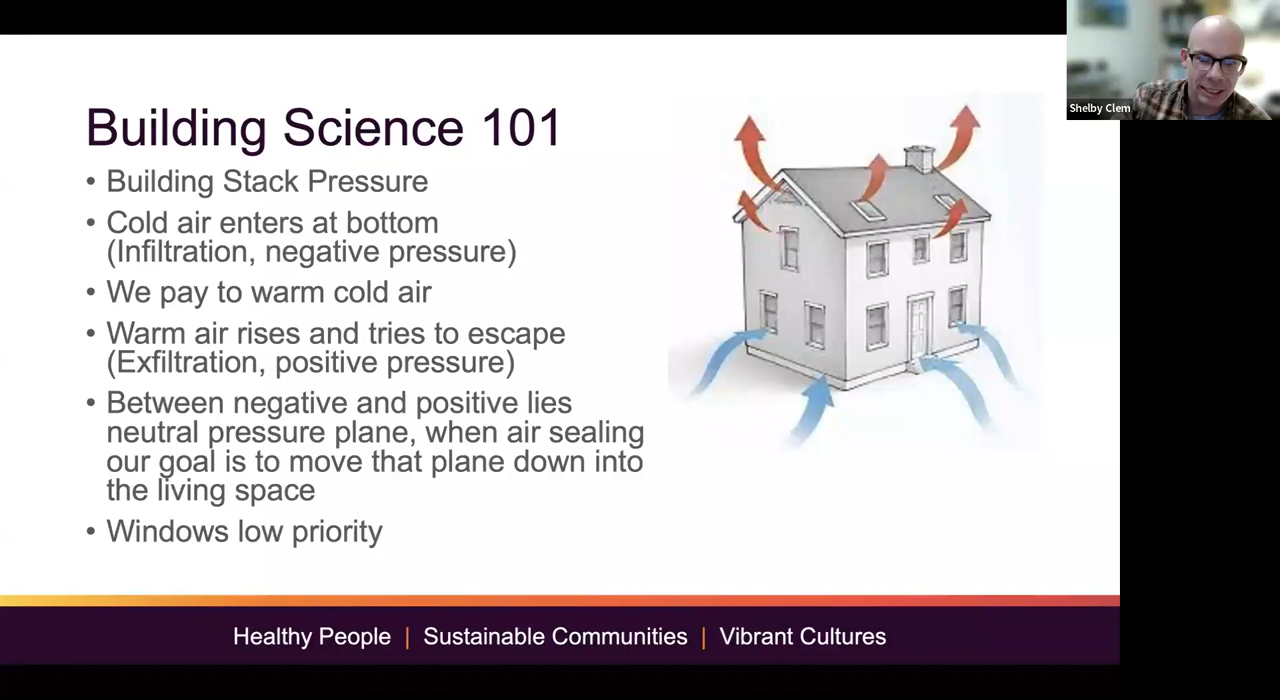 Shelby Clem
Building Science 101
• Building Stack Pressure
• Cold air enters at bottom
(Infiltration, negative pressure)
• We pay to warm cold air
• Warm air rises and tries to escape
(Exfiltration, positive pressure)
• Between negative and positive lies
neutral pressure plane, when air sealing
our goal is to move that plane down into
the living space
• Windows low priority
Healthy People | Sustainable Communities | Vibrant Cultures